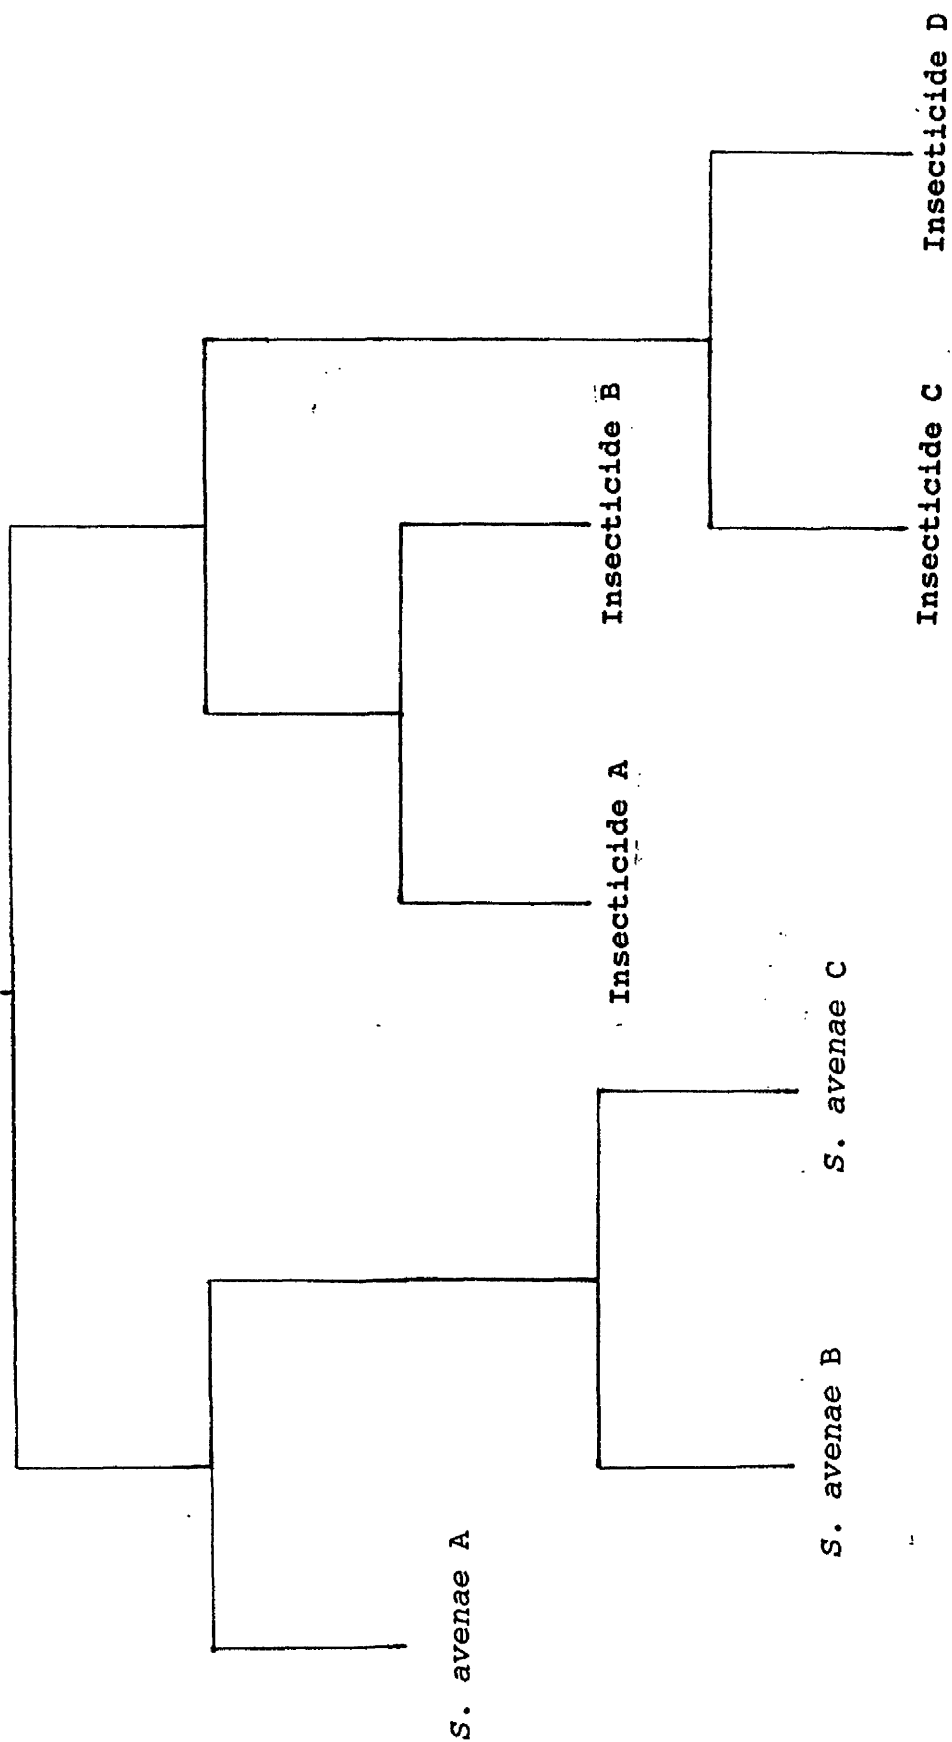 S. avenae A
S. avenae B
S. avenae C
Insecticide A
Insecticide B
Insecticide C
Insecticide D